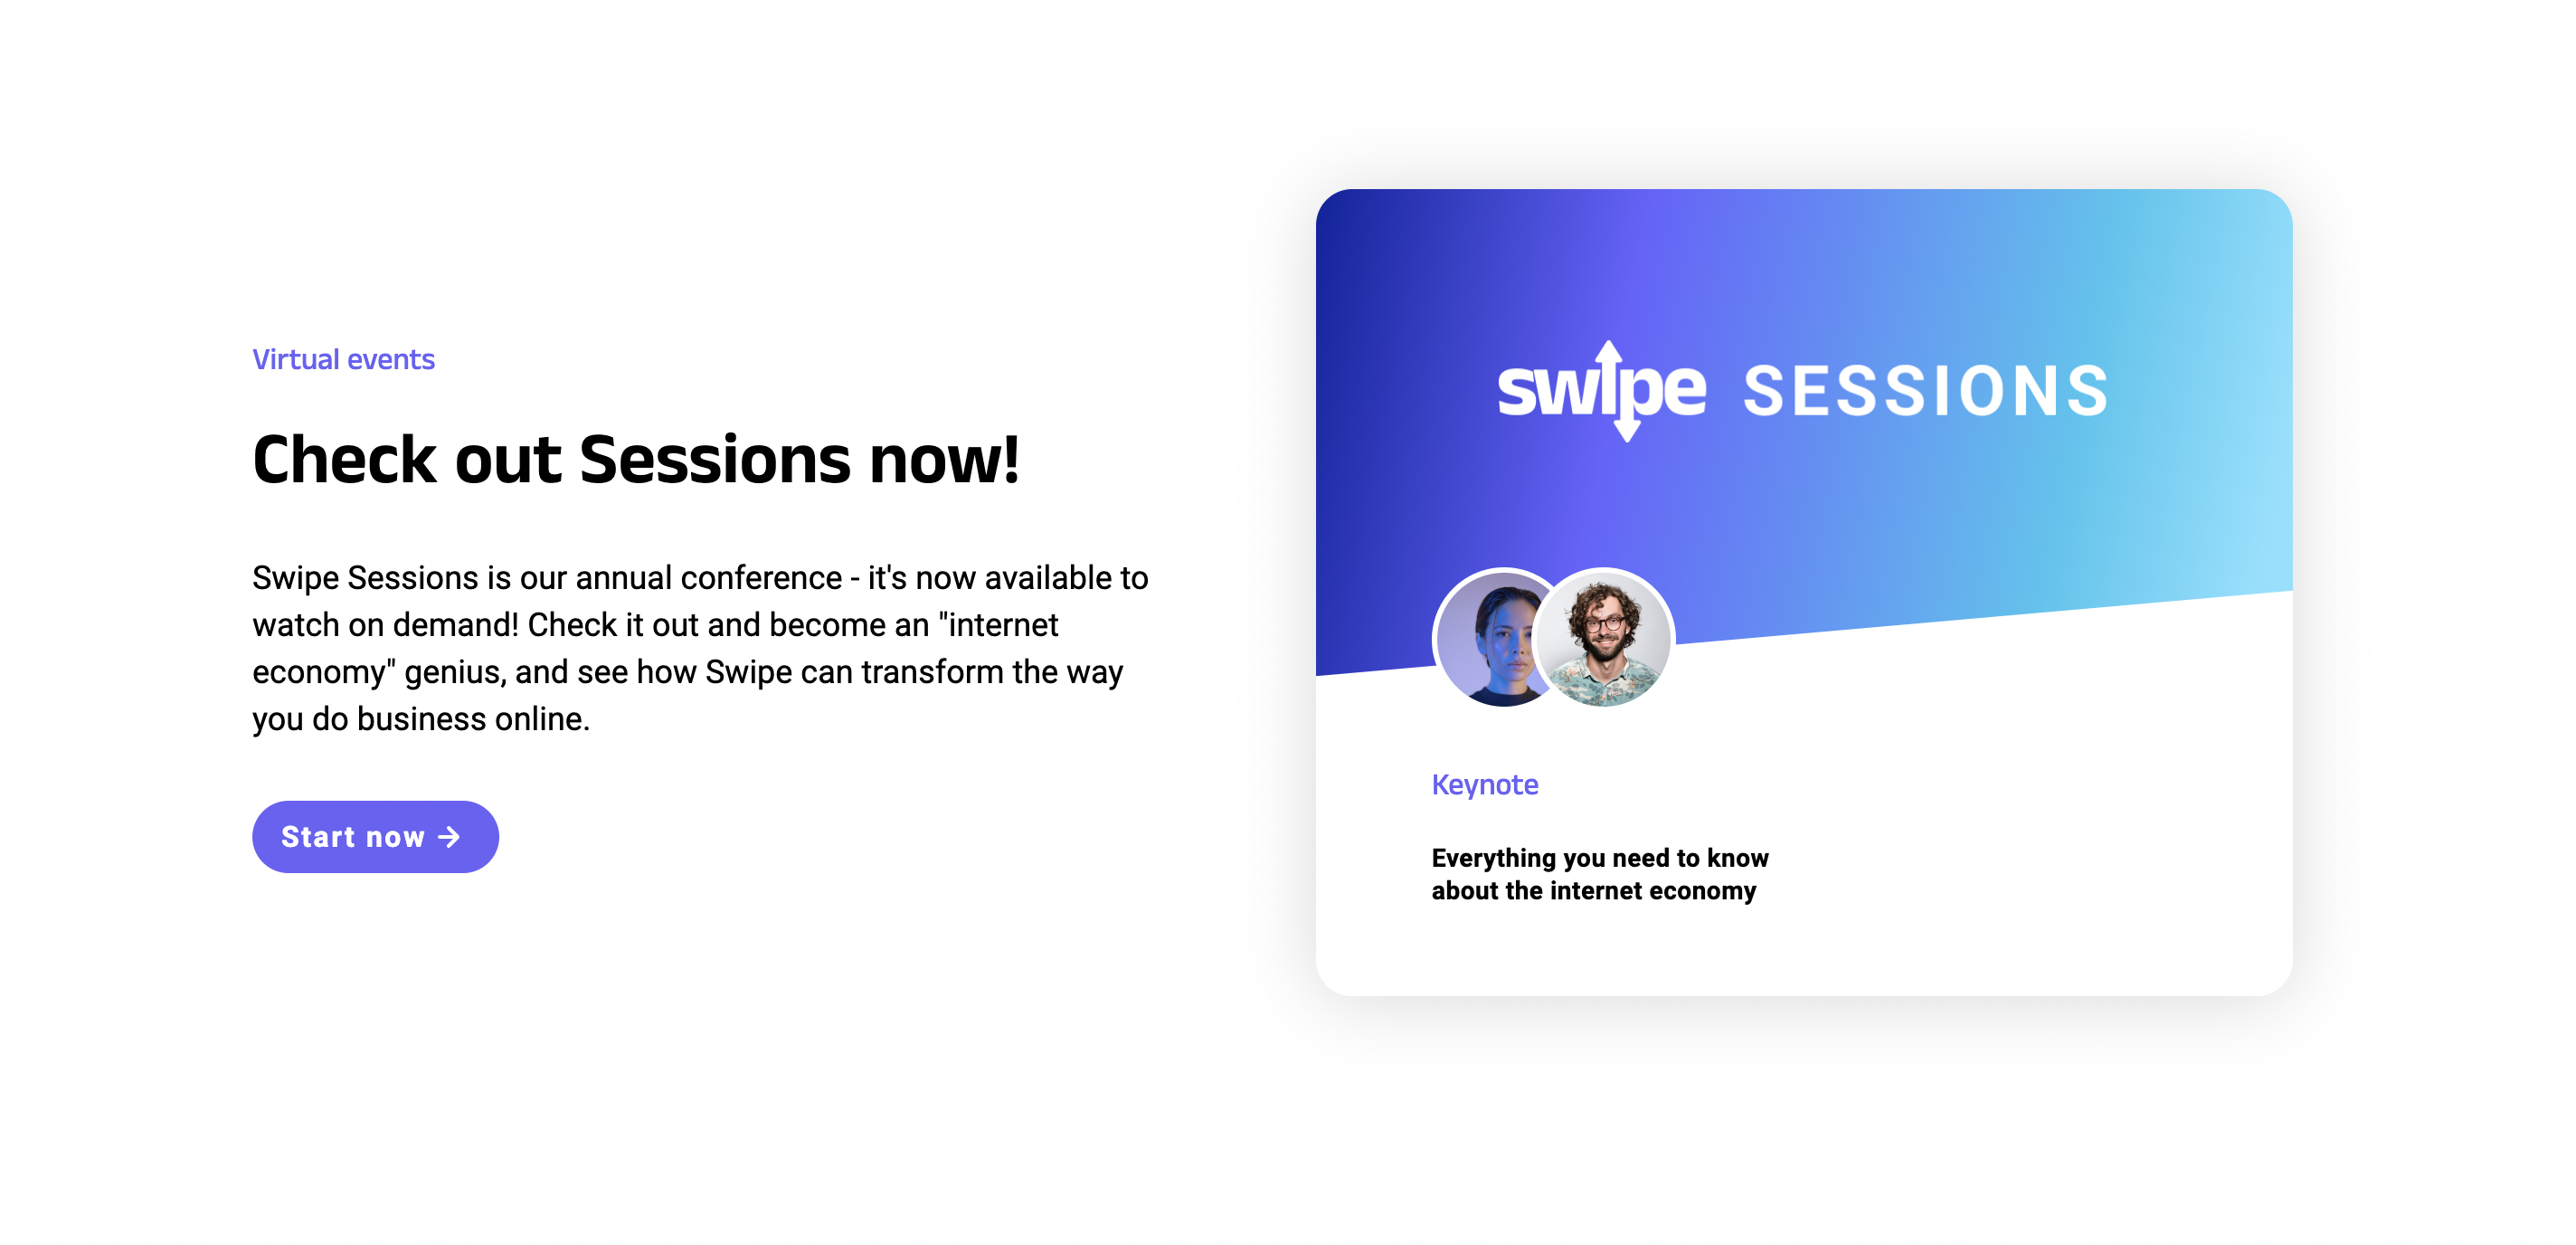 Virtual events
Check out Sessions now!
Swipe Sessions is our annual conference - it's now available to
watch on demand! Check it out and become an "internet
economy" genius, and see how Swipe can transform the way
you do business online.
Start now →
swipe SESSIONS
Keynote
Everything you need to know
about the internet economy